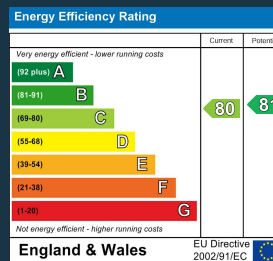 Energy Efficiency Rating
Current
Very energy efficient - lower running costs
(92 plus) A
(81-91) B
(69-80) C
80
(55-68) D
(39-54) E
(21-38) F
(1-20) G
Not energy efficient - higher running costs
England & Wales
EU Directive
2002/91/EC